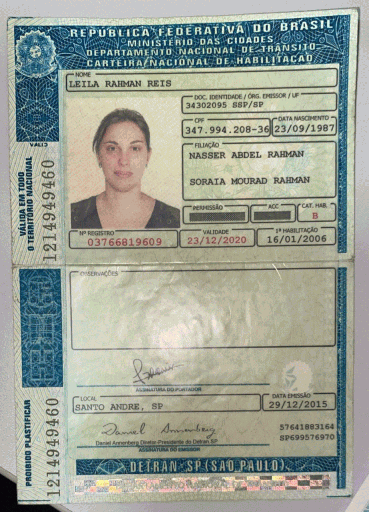 REPÚBLICA FEDERATIVA DO BRASIL
MINISTÉRIO DAS CIDADES
DEPARTAMENTO NACIONAL DE TRÂNSITO
CARTEIRA NACIONAL DE HABILITAÇÃO
NOME
LEILA RAHMAN REIS
DOC. IDENTIDADE / ÓRG. EMISSOR / UF
34302095 SSP/SP
CPF DATA NASCIMENTO
347.994.208-36 23/09/1987
FILIAÇÃO
NASSER ABDEL RAHMAN
SORAIA MOURAD RAHMAN
PERMISSÃO ACC CAT. HAB.
B
Nº REGISTRO VALIDADE 1ª HABILITAÇÃO
03766819609 23/12/2020 16/01/2006
VÁLIDA EM TODO
O TERRITÓRIO NACIONAL
1214949460
OBSERVAÇÕES
ASSINATURA DO PORTADOR
LOCAL DATA EMISSÃO
SANTO ANDRE, SP 29/12/2015
Daniel Annenberg
Daniel Annenberg Diretor-Presidente do Detran SP
57641883164
SP699576970
ASSINATURA DO EMISSOR
PROIBIDO PLASTIFICAR
1214949460
DETRAN-SP (SÃO PAULO)